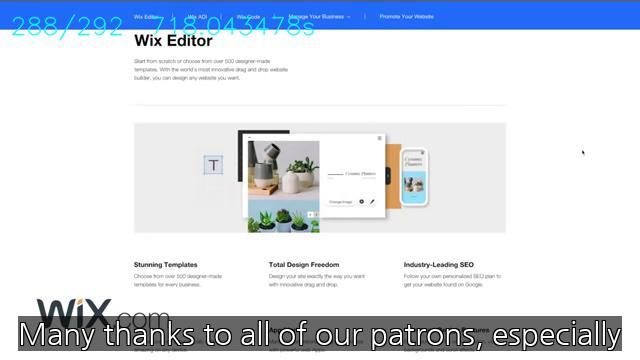 Wix Editor Wix ADI Wix Code Manage Your Business → Promote Your Website
288/292 718.043478s
Wix Editor
Start from scratch or choose from over 500 designer-made
templates. With the world's most innovative drag and drop website
builder, you can design any website you want.
T
Ceramic Planters
Ceramic
Planters
Change Image
Stunning Templates
Choose from over 500 designer-made
templates for every business.
Total Design Freedom
Design your site exactly the way you want
with innovative drag and drop.
Industry-Leading SEO
Follow your own personalized SEO plan to
get your website found on Google.
WiX.com
Many thanks to all of our patrons, especially